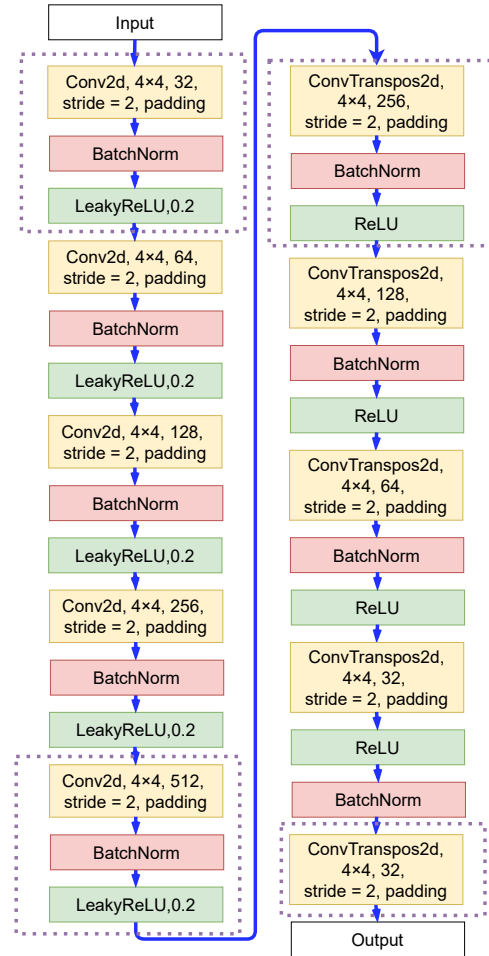 Input
Conv2d, 4×4, 32,
stride = 2, padding
BatchNorm
LeakyReLU,0.2
Conv2d, 4×4, 64,
stride = 2, padding
BatchNorm
LeakyReLU,0.2
Conv2d, 4×4, 128,
stride = 2, padding
BatchNorm
LeakyReLU,0.2
Conv2d, 4×4, 256,
stride = 2, padding
BatchNorm
LeakyReLU,0.2
Conv2d, 4×4, 512,
stride = 2, padding
BatchNorm
LeakyReLU,0.2
ConvTranspos2d,
4×4, 256,
stride = 2, padding
BatchNorm
ReLU
ConvTranspos2d,
4×4, 128,
stride = 2, padding
BatchNorm
ReLU
ConvTranspos2d,
4×4, 64,
stride = 2, padding
BatchNorm
ReLU
ConvTranspos2d,
4×4, 32,
stride = 2, padding
ReLU
BatchNorm
ConvTranspos2d,
4×4, 32,
stride = 2, padding
Output